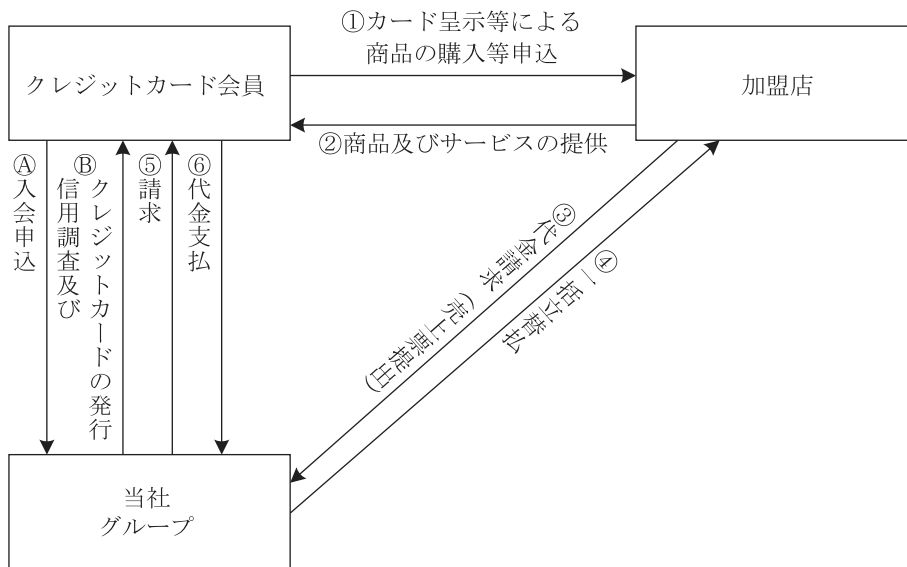 ①カード呈示等による
商品の購入等申込
クレジットカード会員
加盟店
②商品及びサービスの提供
Ⓐ入会申込
Ⓑクレジットカードの発行
信用調査及び
⑤請求
⑥代金支払
③代金請求
(売上票提出)
④一括立替払
当社
グループ